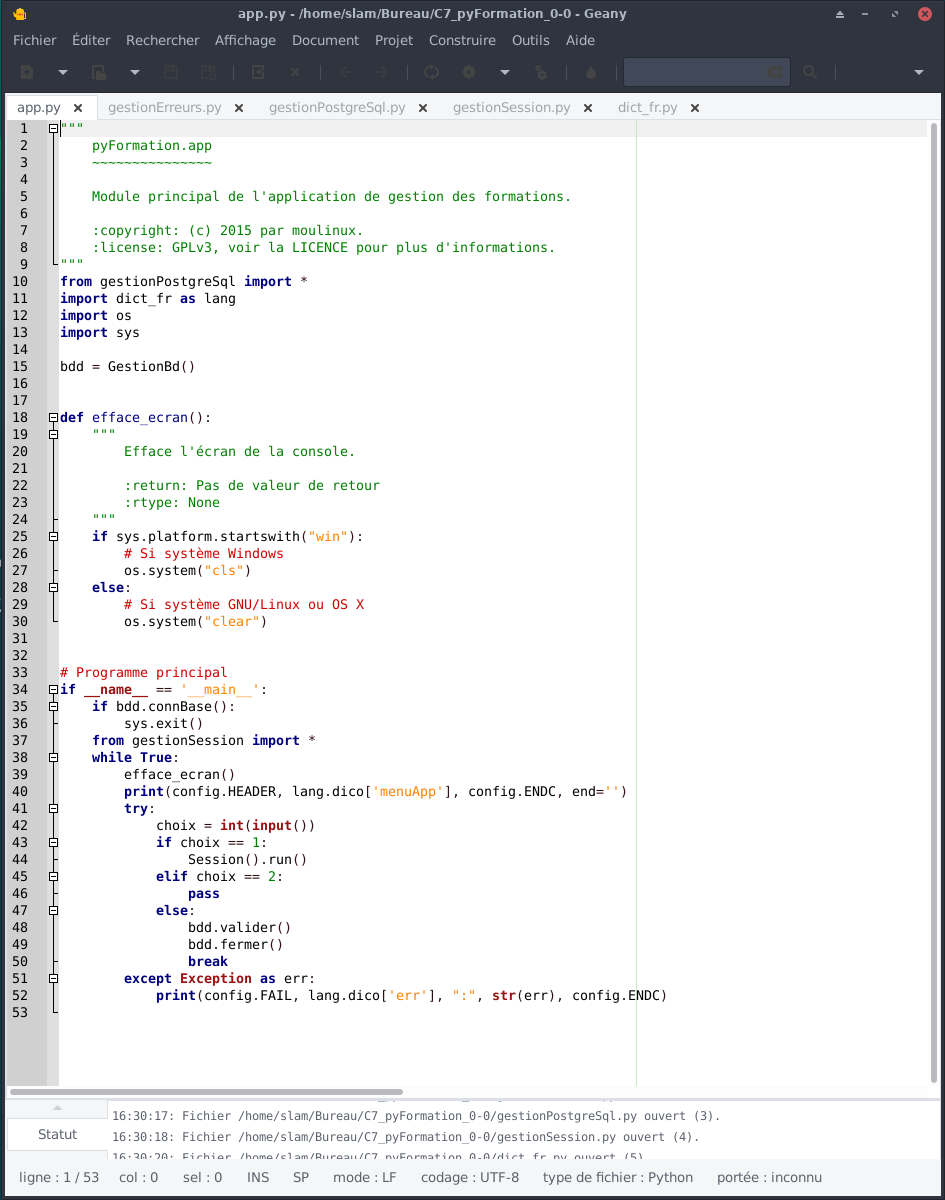 app.py - /home/slam/Bureau/C7_pyFormation_0-0 - Geany
Fichier Éditer Rechercher Affichage Document Projet Construire Outils Aide
app.py gestionErreurs.py gestionPostgreSql.py gestionSession.py dict_fr.py
1 """
2     pyFormation.app
3     ~~~~~~~~~~~~~~~
4
5     Module principal de l'application de gestion des formations.
6
7     :copyright: (c) 2015 par moulinux.
8     :license: GPLv3, voir la LICENCE pour plus d'informations.
9 """
10 from gestionPostgreSql import *
11 import dict_fr as lang
12 import os
13 import sys
14
15 bdd = GestionBd()
16
17
18 def efface_ecran():
19     """
20         Efface l'écran de la console.
21
22         :return: Pas de valeur de retour
23         :rtype: None
24     """
25     if sys.platform.startswith("win"):
26         # Si système Windows
27         os.system("cls")
28     else:
29         # Si système GNU/Linux ou OS X
30         os.system("clear")
31
32
33 # Programme principal
34 if __name__ == '__main__':
35     if bdd.connBase():
36         sys.exit()
37     from gestionSession import *
38     while True:
39         efface_ecran()
40         print(config.HEADER, lang.dico['menuApp'], config.ENDC, end='')
41         try:
42             choix = int(input())
43             if choix == 1:
44                 Session().run()
45             elif choix == 2:
46                 pass
47             else:
48                 bdd.valider()
49                 bdd.fermer()
50                 break
51         except Exception as err:
52             print(config.FAIL, lang.dico['err'], ":", str(err), config.ENDC)
53
Statut
16:30:17: Fichier /home/slam/Bureau/C7_pyFormation_0-0/gestionPostgreSql.py ouvert (3).
16:30:18: Fichier /home/slam/Bureau/C7_pyFormation_0-0/gestionSession.py ouvert (4).
16:30:20: Fichier /home/slam/Bureau/C7_pyFormation_0-0/dict_fr.py ouvert (5).
ligne : 1 / 53 col : 0 sel : 0 INS SP mode : LF codage : UTF-8 type de fichier : Python portée : inconnu